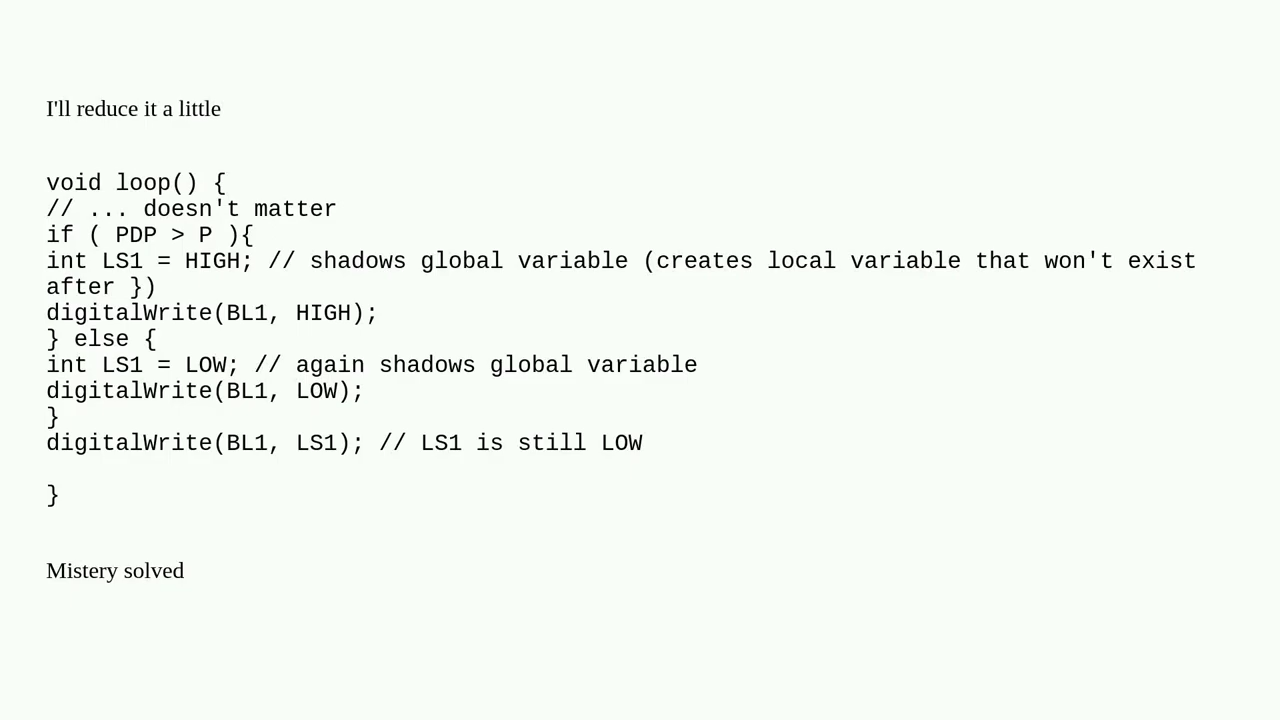 I'll reduce it a little
void loop() {
// ... doesn't matter
if ( PDP > P ){
int LS1 = HIGH; // shadows global variable (creates local variable that won't exist
after })
digitalWrite(BL1, HIGH);
} else {
int LS1 = LOW; // again shadows global variable
digitalWrite(BL1, LOW);
}
digitalWrite(BL1, LS1); // LS1 is still LOW
}
Mistery solved